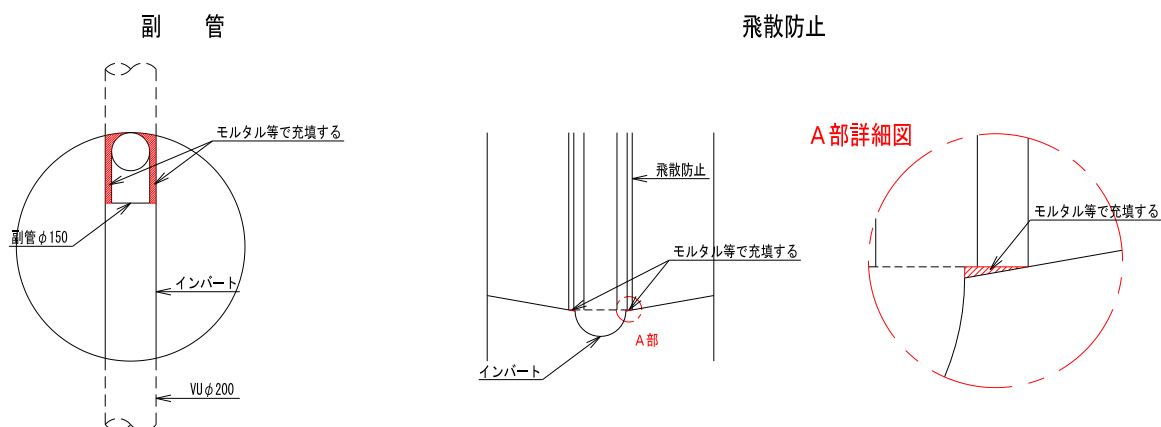 副　管
モルタル等で充填する
副管φ150
インバート
VUφ200
飛散防止
飛散防止
モルタル等で充填する
A部
インバート
A部詳細図
モルタル等で充填する